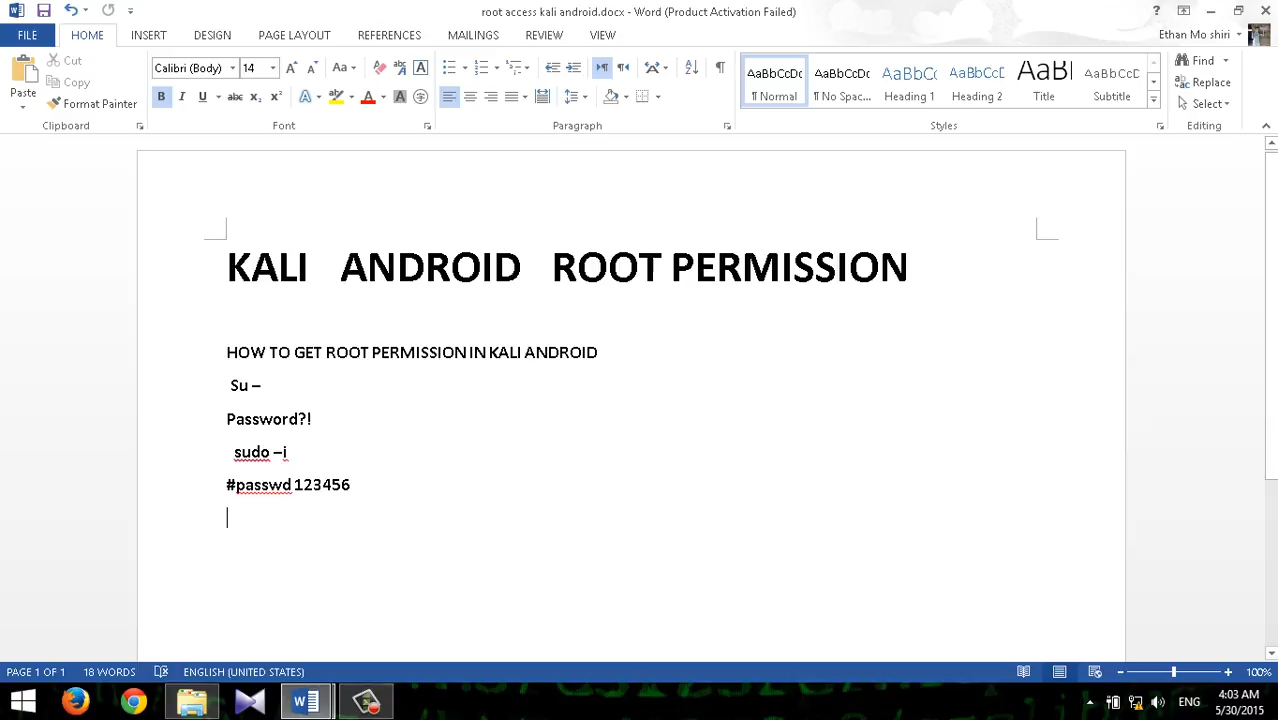 root access kali android.docx - Word (Product Activation Failed)
FILE HOME INSERT DESIGN PAGE LAYOUT REFERENCES MAILINGS REVIEW VIEW
Ethan Mo shiri
Paste
Cut
Copy
Format Painter
Clipboard
Calibri (Body) 14
Font
Paragraph
AaBbCcDc AaBbCcDc AaBbCc AaBbCcD AaBl AaBbCcD
¶ Normal ¶ No Spac... Heading 1 Heading 2 Title Subtitle
Styles
Find
Replace
Select
Editing
KALI ANDROID ROOT PERMISSION
HOW TO GET ROOT PERMISSION IN KALI ANDROID
Su –
Password?!
sudo –i
#passwd 123456
PAGE 1 OF 1 18 WORDS ENGLISH (UNITED STATES) 100%
ENG
4:03 AM
5/30/2015